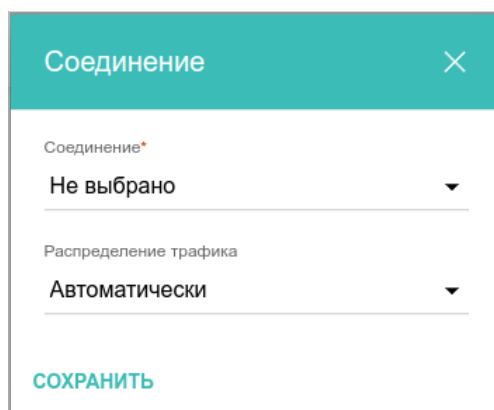 Соединение
Соединение*
Не выбрано
Распределение трафика
Автоматически
СОХРАНИТЬ